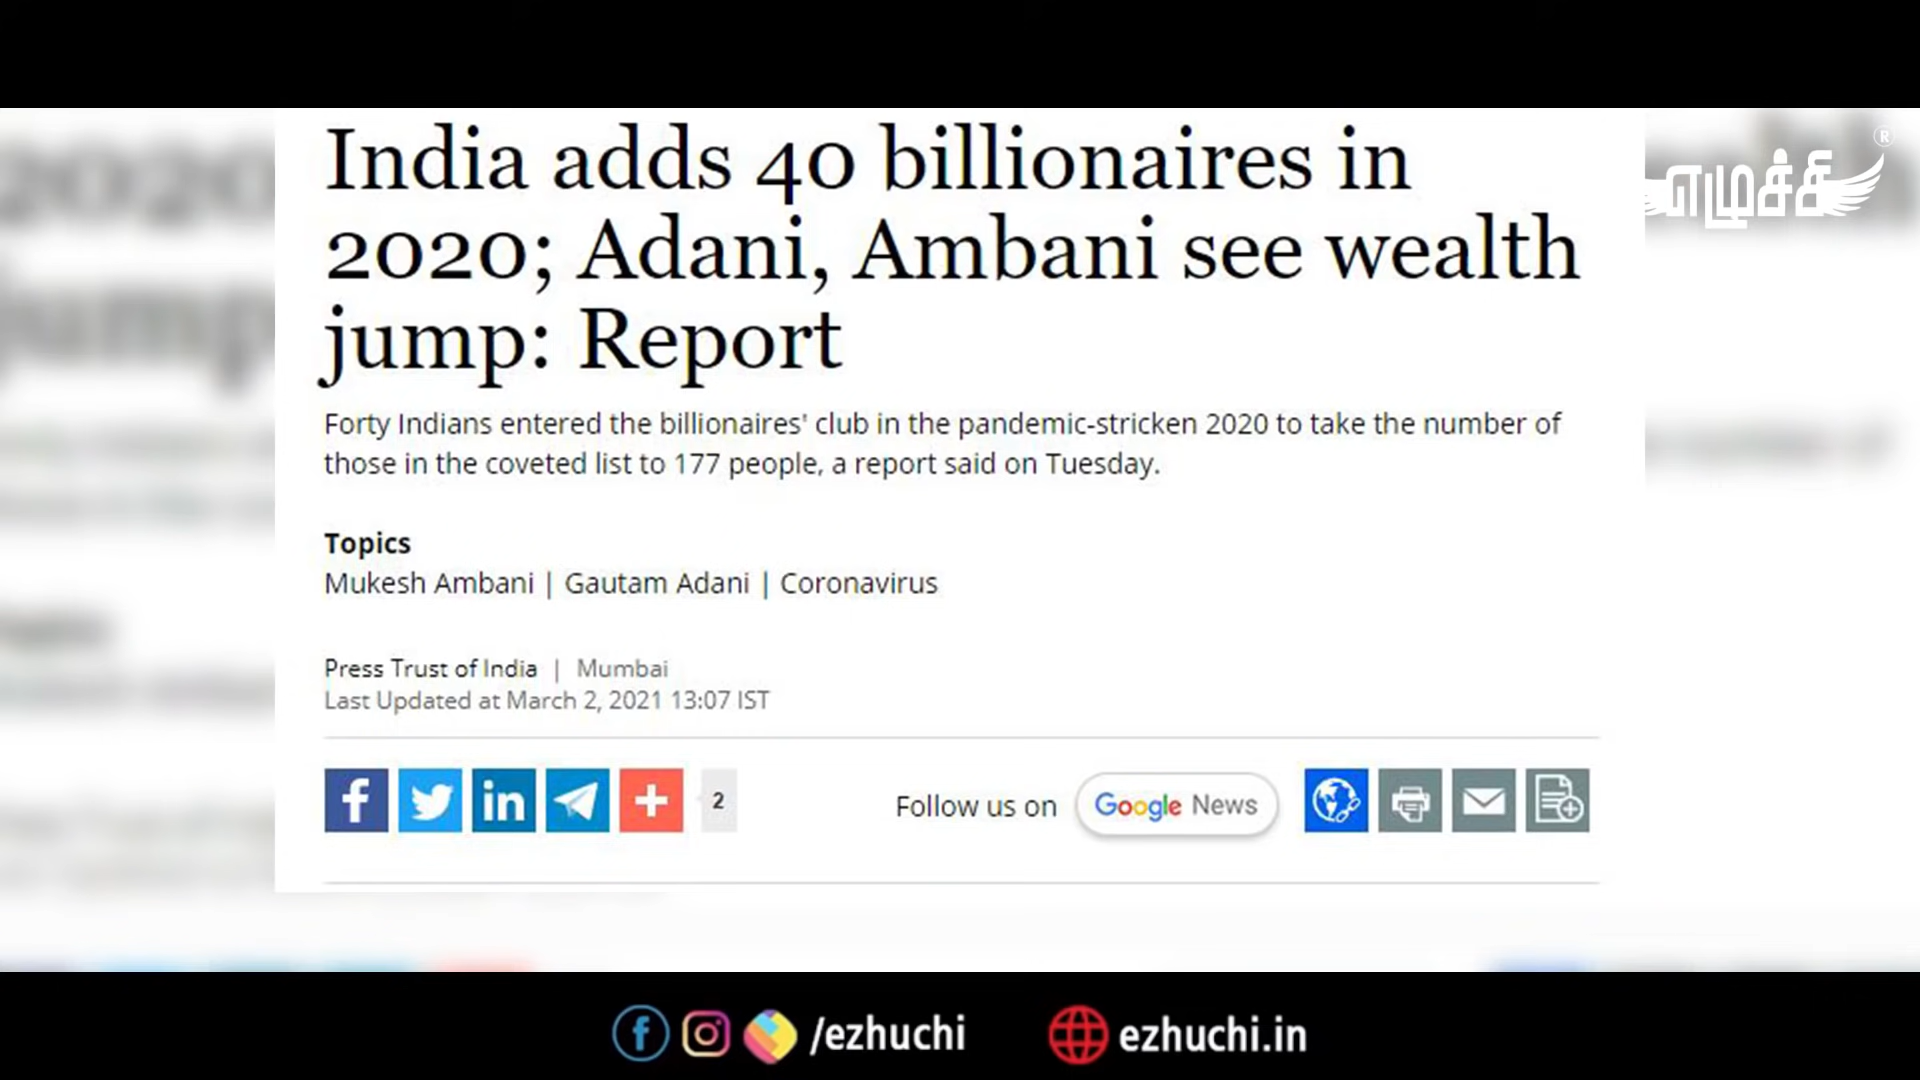 India adds 40 billionaires in
2020; Adani, Ambani see wealth
jump: Report
எழுச்சி ®
Forty Indians entered the billionaires' club in the pandemic-stricken 2020 to take the number of
those in the coveted list to 177 people, a report said on Tuesday.
Topics
Mukesh Ambani | Gautam Adani | Coronavirus
Press Trust of India | Mumbai
Last Updated at March 2, 2021 13:07 IST
2
Follow us on Google News
/ezhuchi ezhuchi.in